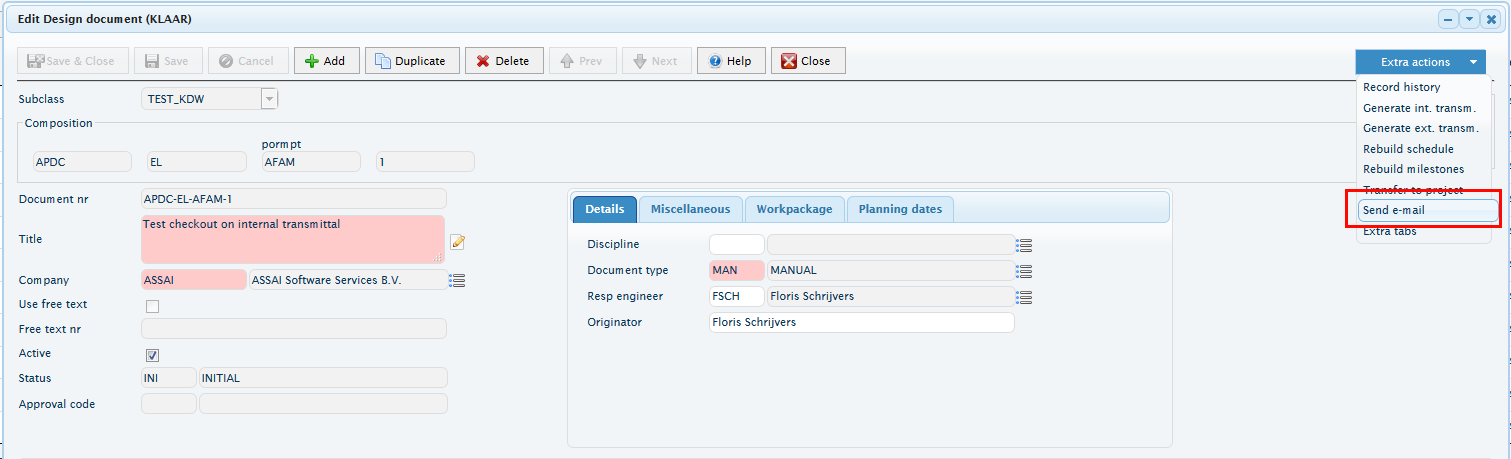 Edit Design document (KLAAR)
Save & Close Save Cancel Add Duplicate Delete Prev Next Help Close Extra actions
Subclass TEST_KDW
Record history
Generate int. transm.
Generate ext. transm.
Rebuild schedule
Rebuild milestones
Transfer to project
Send e-mail
Extra tabs
Composition
pormpt
APDC EL AFAM 1
Document nr APDC-EL-AFAM-1
Title Test checkout on internal transmittal
Company ASSAI ASSAI Software Services B.V.
Use free text
Free text nr
Active
Status INI INITIAL
Approval code
Details Miscellaneous Workpackage Planning dates
Discipline
Document type MAN MANUAL
Resp engineer FSCH Floris Schrijvers
Originator Floris Schrijvers